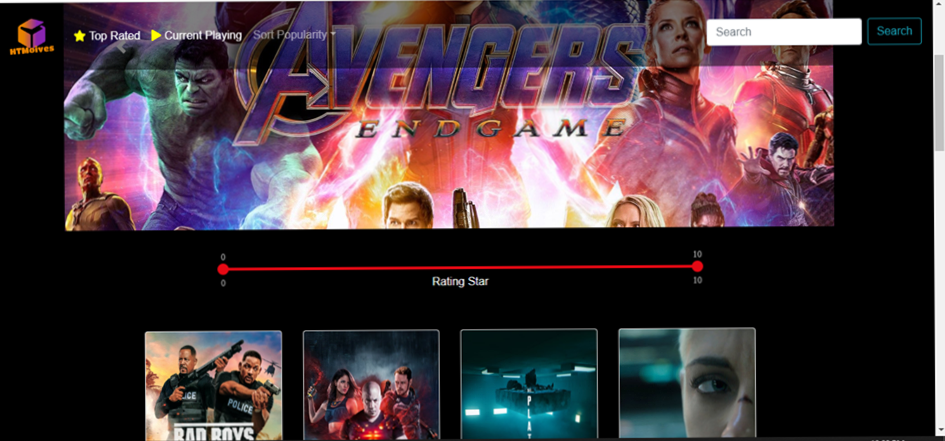 HTMoives
Top Rated
Current Playing
Sort Popularity
Search
Search
AVENGERS
ENDGAME
0
10
0
Rating Star
10
POLICE
BAD BOYS